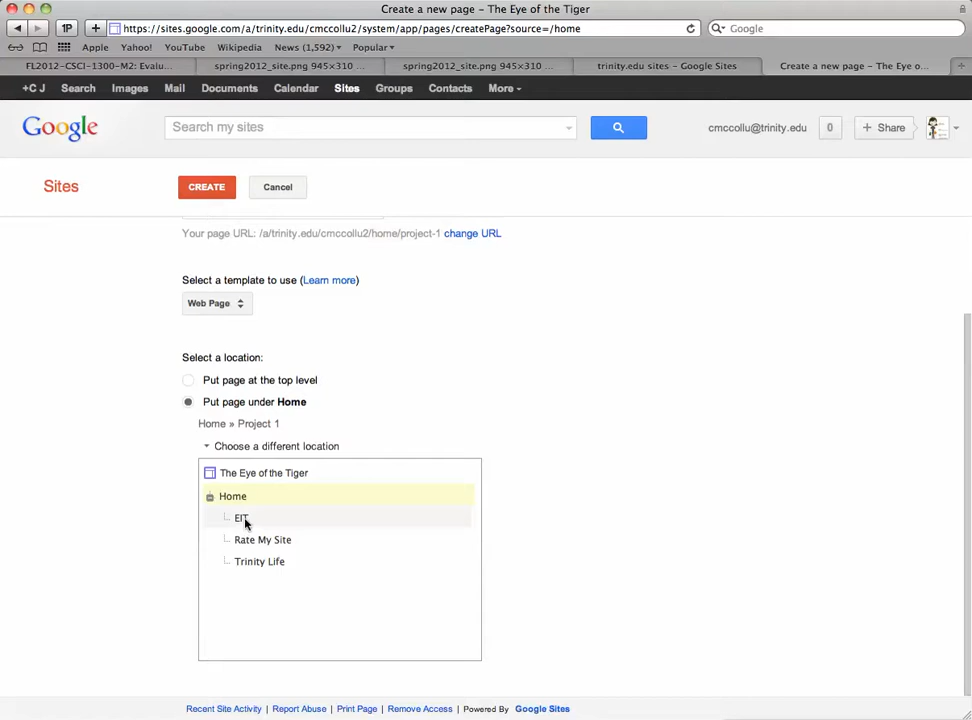 Create a new page - The Eye of the Tiger
1P
+
https://sites.google.com/a/trinity.edu/cmccollu2/system/app/pages/createPage?source=/home
Google
Apple Yahoo! YouTube Wikipedia News (1,592) Popular
FL2012-CSCI-1300-M2: Evalu... spring2012_site.png 945×310 ... spring2012_site.png 945×310 ... trinity.edu sites – Google Sites Create a new page – The Eye o...
+C J Search Images Mail Documents Calendar Sites Groups Contacts More
Google
Search my sites
cmccollu@trinity.edu 0 + Share
Sites CREATE Cancel
Your page URL: /a/trinity.edu/cmccollu2/home/project-1 change URL
Select a template to use (Learn more)
Web Page
Select a location:
Put page at the top level
Put page under Home
Home » Project 1
Choose a different location
The Eye of the Tiger
Home
EIT
Rate My Site
Trinity Life
Recent Site Activity | Report Abuse | Print Page | Remove Access | Powered By Google Sites